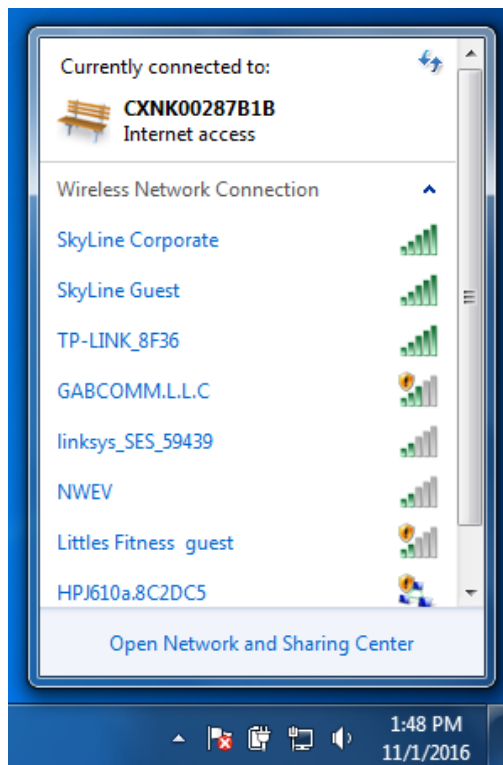 Currently connected to:
CXNK00287B1B
Internet access
Wireless Network Connection
SkyLine Corporate
SkyLine Guest
TP-LINK_8F36
GABCOMM.L.L.C
linksys_SES_59439
NWEV
Littles Fitness  guest
HPJ610a.8C2DC5
Open Network and Sharing Center
1:48 PM
11/1/2016